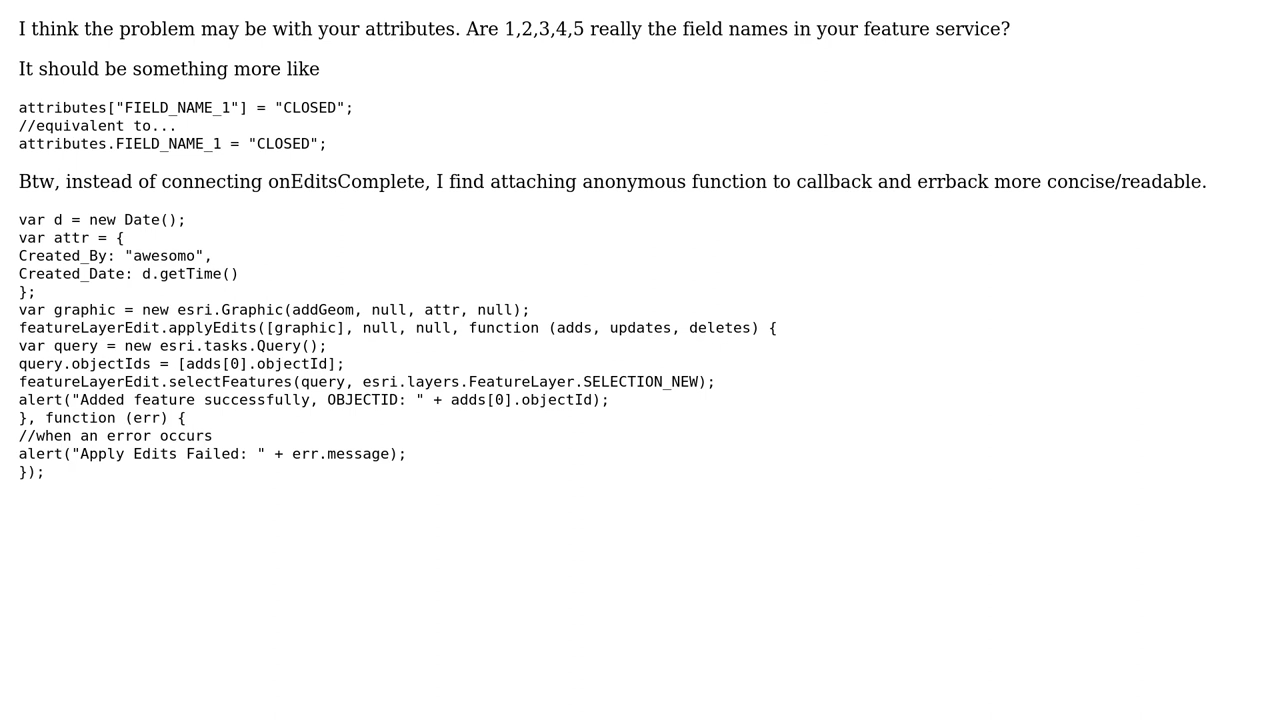 I think the problem may be with your attributes. Are 1,2,3,4,5 really the field names in your feature service?
It should be something more like
attributes["FIELD_NAME_1"] = "CLOSED";
//equivalent to...
attributes.FIELD_NAME_1 = "CLOSED";
Btw, instead of connecting onEditsComplete, I find attaching anonymous function to callback and errback more concise/readable.
var d = new Date();
var attr = {
Created_By: "awesomo",
Created_Date: d.getTime()
};
var graphic = new esri.Graphic(addGeom, null, attr, null);
featureLayerEdit.applyEdits([graphic], null, null, function (adds, updates, deletes) {
var query = new esri.tasks.Query();
query.objectIds = [adds[0].objectId];
featureLayerEdit.selectFeatures(query, esri.layers.FeatureLayer.SELECTION_NEW);
alert("Added feature successfully, OBJECTID: " + adds[0].objectId);
}, function (err) {
//when an error occurs
alert("Apply Edits Failed: " + err.message);
});